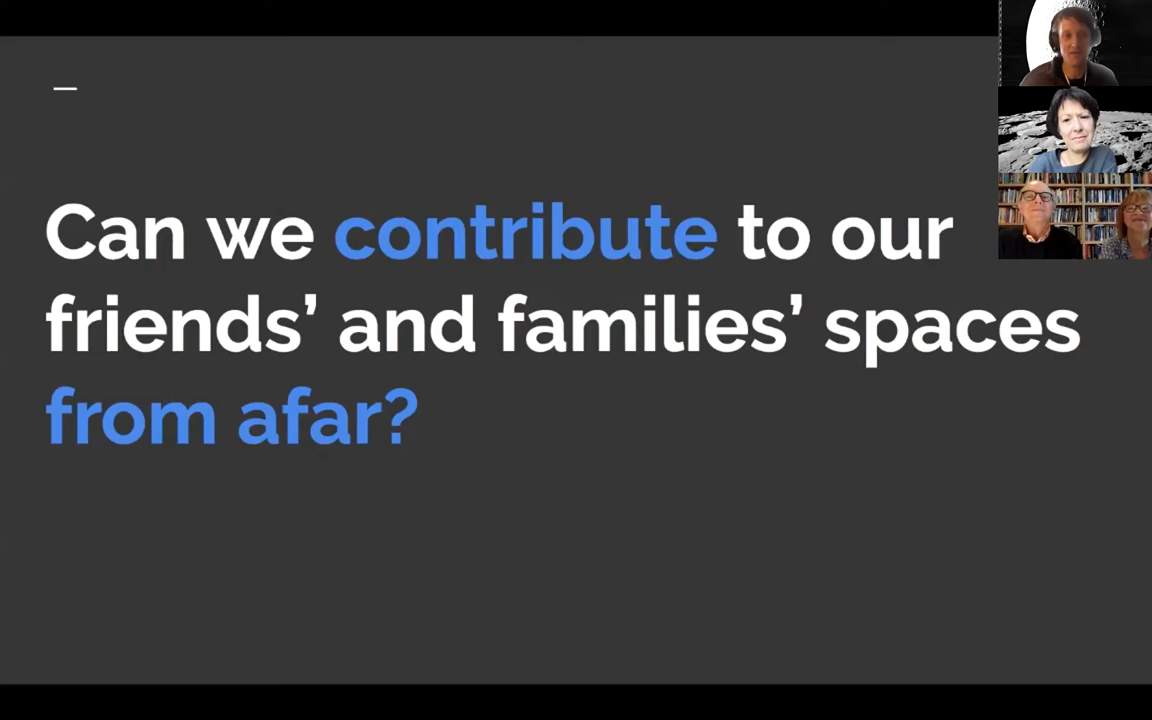 Can we contribute to our
friends’ and families’ spaces
from afar?